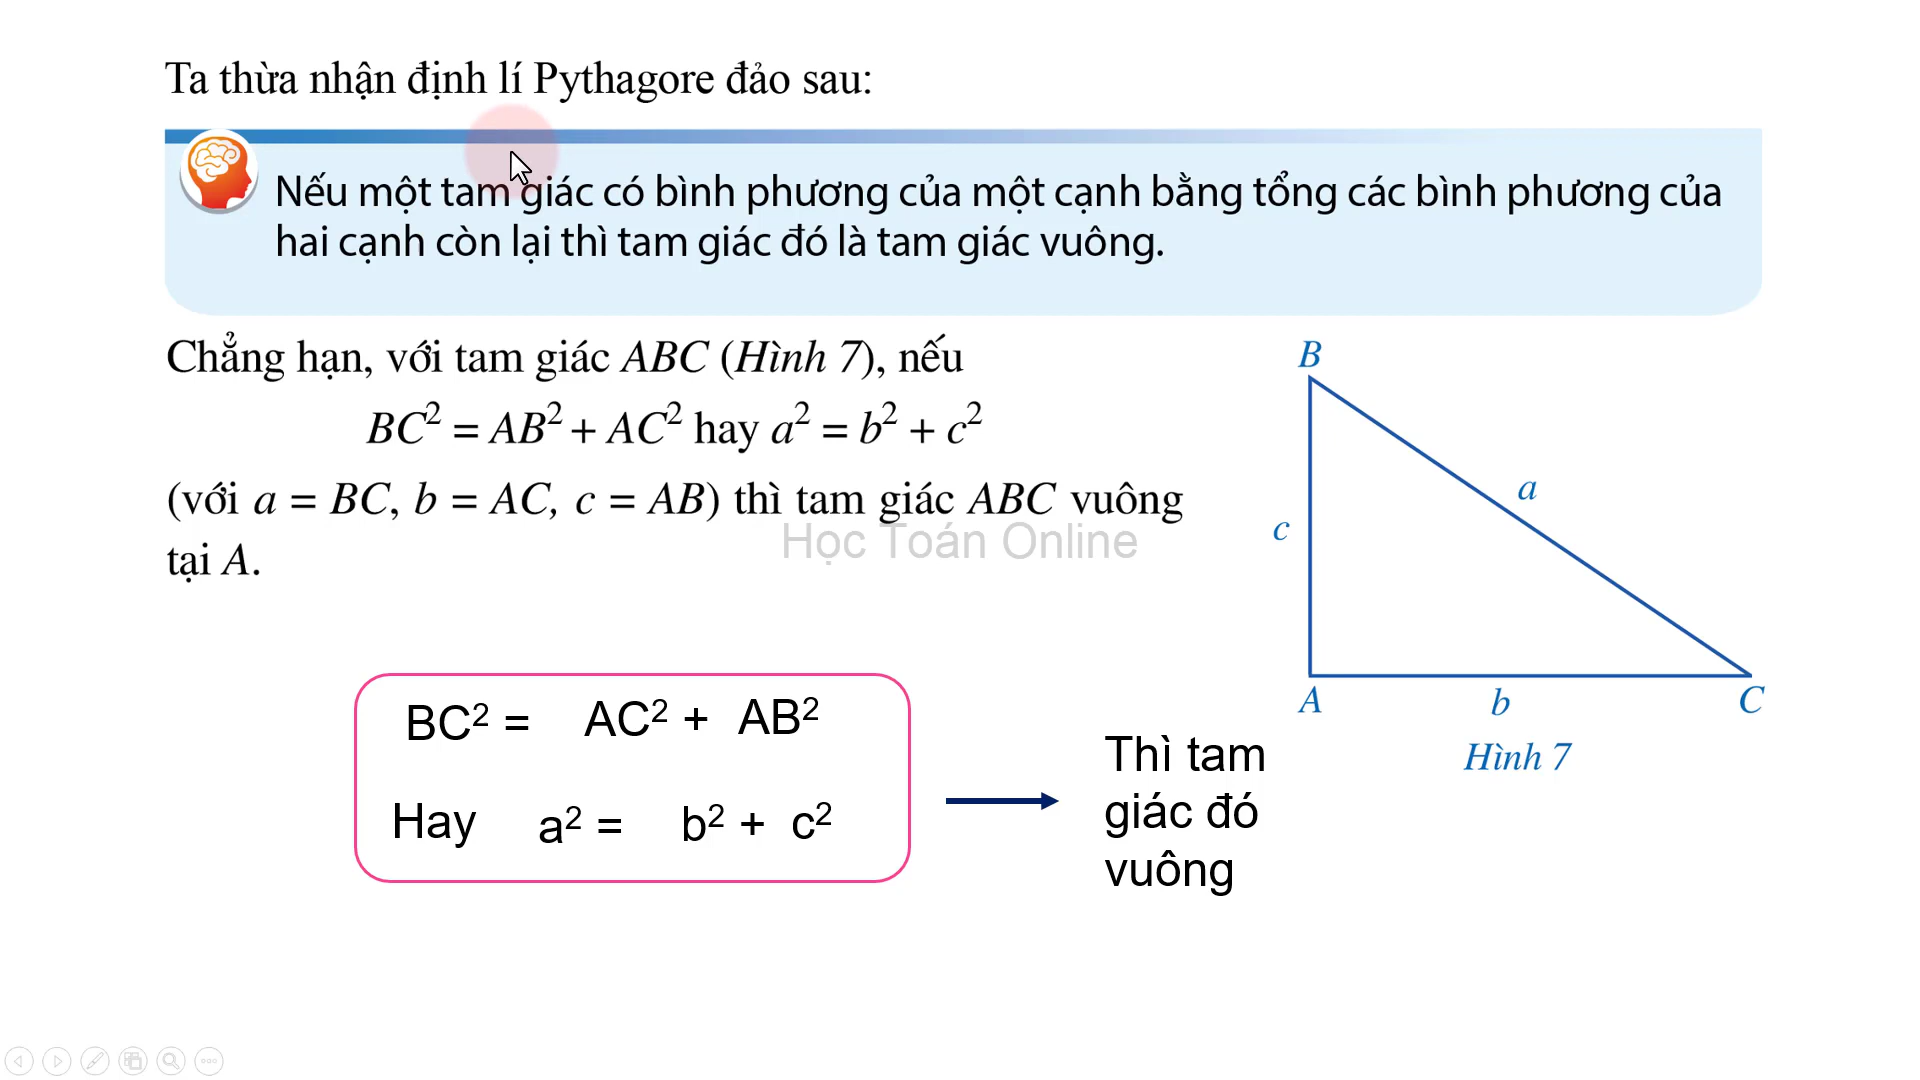 Ta thừa nhận định lí Pythagore đảo sau:
Nếu một tam giác có bình phương của một cạnh bằng tổng các bình phương của
hai cạnh còn lại thì tam giác đó là tam giác vuông.
Chẳng hạn, với tam giác ABC (Hình 7), nếu
BC² = AB² + AC² hay a² = b² + c²
(với a = BC, b = AC, c = AB) thì tam giác ABC vuông
tại A.
Học Toán Online
B
a
c
A
b
C
Hình 7
BC² = AC² + AB²
Hay a² = b² + c²
Thì tam
giác đó
vuông